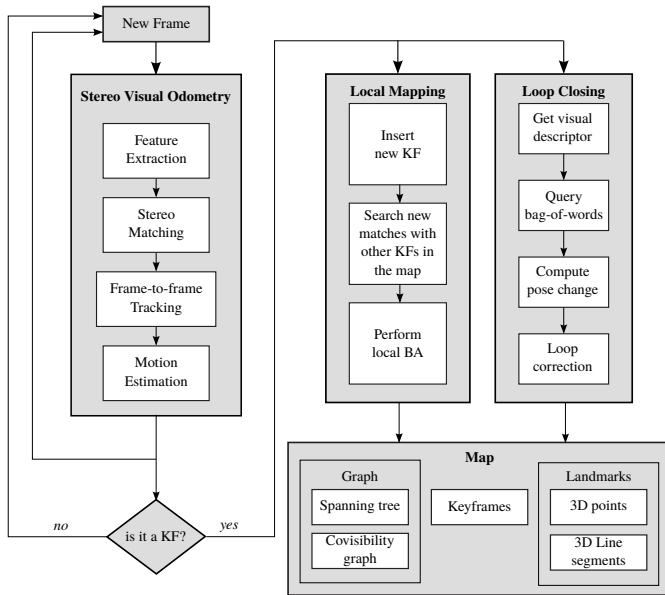 New Frame
Stereo Visual Odometry
Feature
Extraction
Stereo
Matching
Frame-to-frame
Tracking
Motion
Estimation
is it a KF?
no
yes
Local Mapping
Insert
new KF
Search new
matches with
other KFs in
the map
Perform
local BA
Loop Closing
Get visual
descriptor
Query
bag-of-words
Compute
pose change
Loop
correction
Map
Graph
Spanning tree
Covisibility
graph
Keyframes
Landmarks
3D points
3D Line
segments